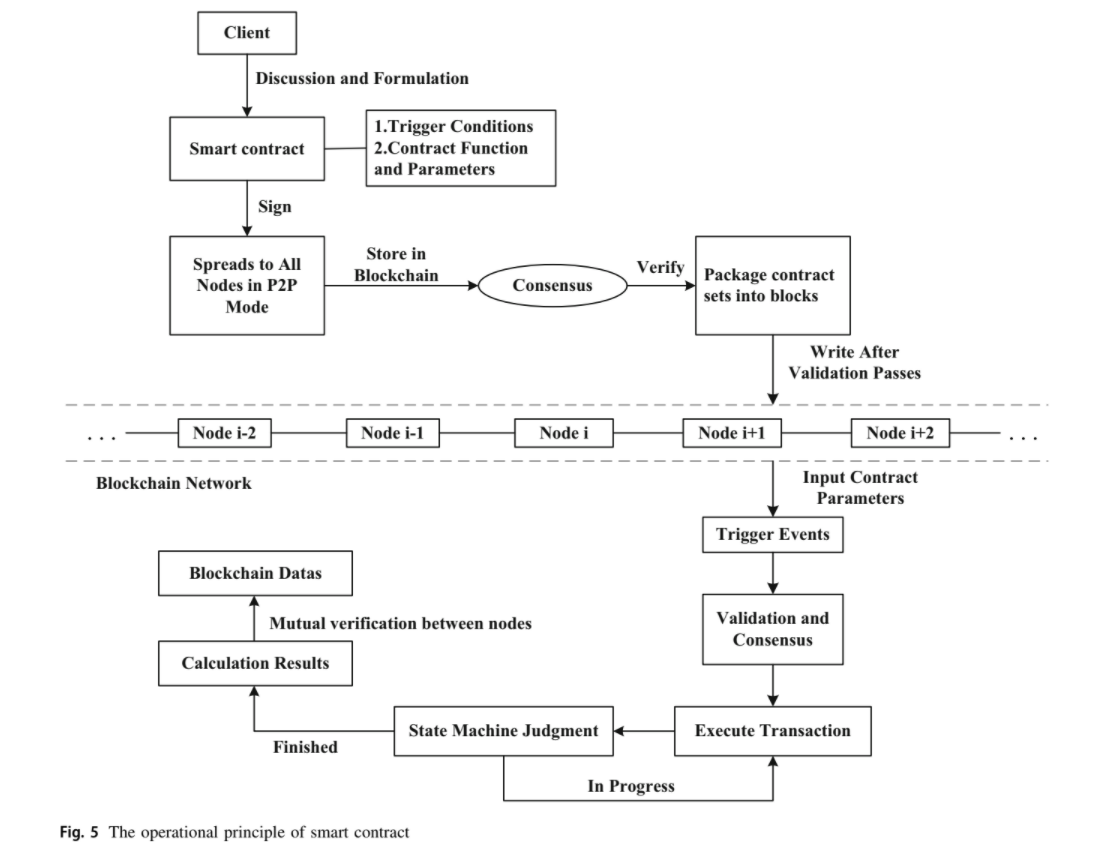 Client
Discussion and Formulation
Smart contract
1.Trigger Conditions
2.Contract Function
and Parameters
Sign
Spreads to All
Nodes in P2P
Mode
Store in
Blockchain
Consensus
Verify
Package contract
sets into blocks
Write After
Validation Passes
. . .
Node i-2
Node i-1
Node i
Node i+1
Node i+2
. . .
Blockchain Network
Input Contract
Parameters
Trigger Events
Validation and
Consensus
Execute Transaction
State Machine Judgment
In Progress
Finished
Calculation Results
Mutual verification between nodes
Blockchain Datas
Fig. 5 The operational principle of smart contract